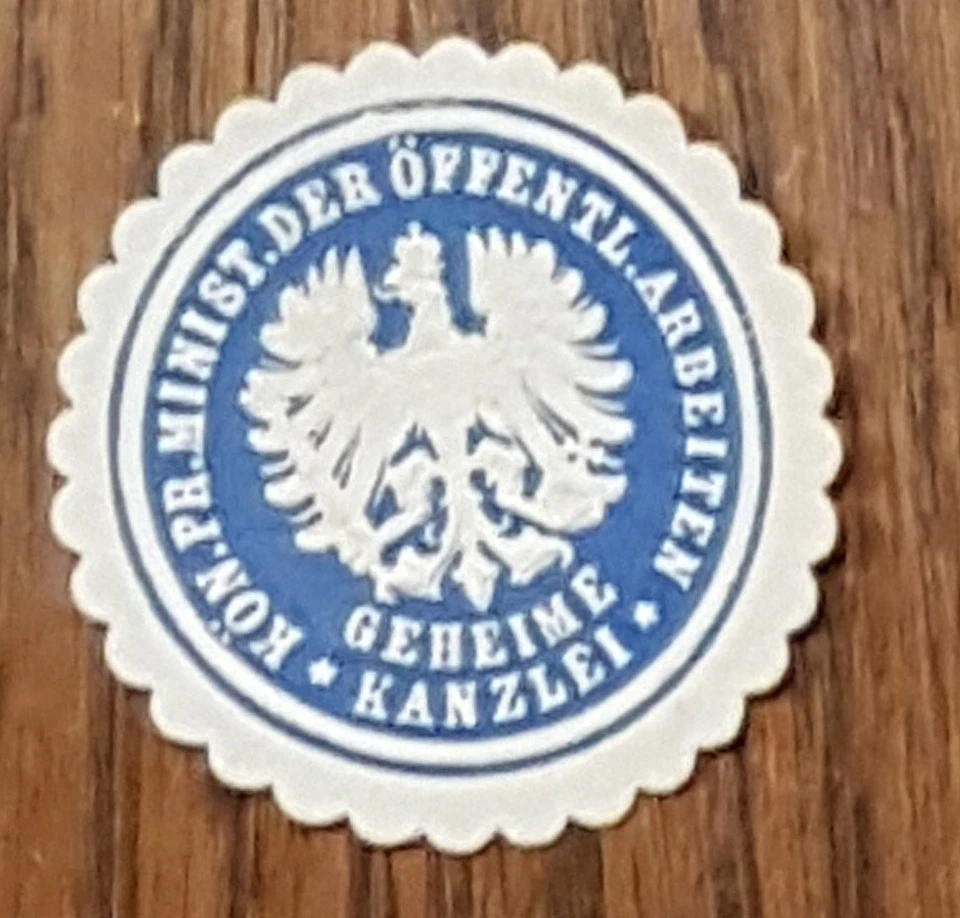 KÖN.PR.MINIST.DER ÖFFENTL.ARBEITEN
GEHEIME
KANZLEI